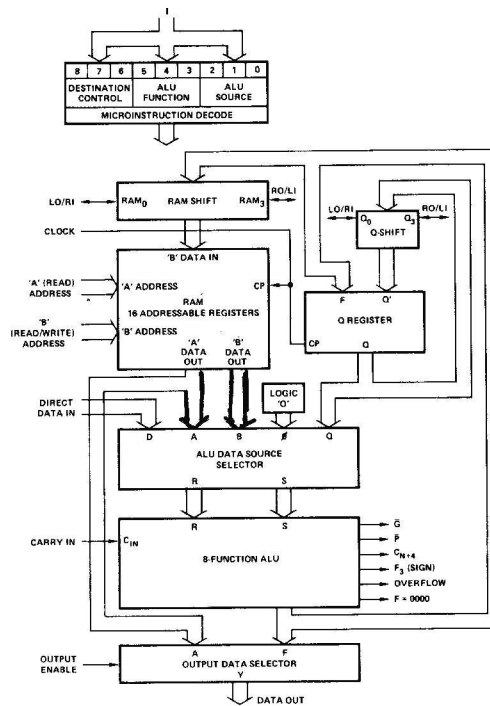 I
8 7 6 5 4 3 2 1 0
DESTINATION CONTROL
ALU FUNCTION
ALU SOURCE
MICROINSTRUCTION DECODE
LO/RI
RAM0
RAM SHIFT
RAM3
RO/LI
LO/RI
Q0
Q3
RO/LI
Q-SHIFT
CLOCK
'B' DATA IN
'A' (READ)
ADDRESS
'A' ADDRESS
CP
RAM
16 ADDRESSABLE REGISTERS
'B'
(READ/WRITE)
ADDRESS
'B' ADDRESS
'A'
DATA
OUT
'B'
DATA
OUT
F
Q'
Q REGISTER
CP
Q
LOGIC
'O'
DIRECT
DATA IN
D A B Ø Q
ALU DATA SOURCE
SELECTOR
R S
R S
CARRY IN
CIN
8-FUNCTION ALU
G̅
P̅
CN+4
F3 (SIGN)
OVERFLOW
F = 0000
A F
OUTPUT
ENABLE
OUTPUT DATA SELECTOR
Y
DATA OUT